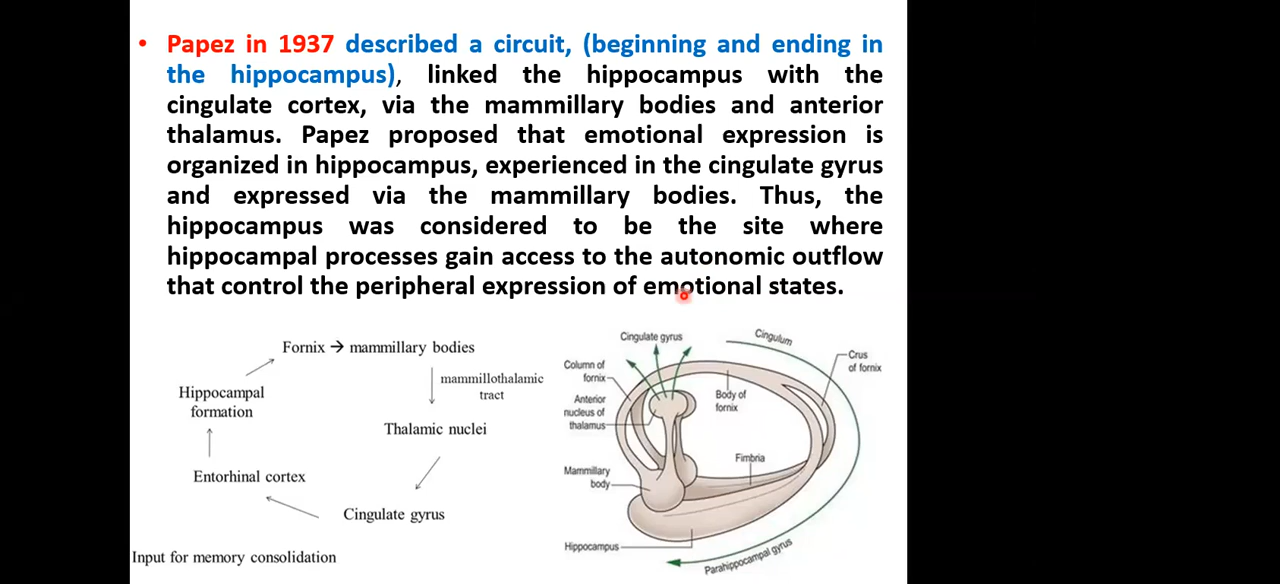 • Papez in 1937 described a circuit, (beginning and ending in
the hippocampus), linked the hippocampus with the
cingulate cortex, via the mammillary bodies and anterior
thalamus. Papez proposed that emotional expression is
organized in hippocampus, experienced in the cingulate gyrus
and expressed via the mammillary bodies. Thus, the
hippocampus was considered to be the site where
hippocampal processes gain access to the autonomic outflow
that control the peripheral expression of emotional states.
Fornix → mammillary bodies
mammillothalamic
tract
Hippocampal
formation
Thalamic nuclei
Entorhinal cortex
Cingulate gyrus
Input for memory consolidation
Cingulate gyrus
Cingulum
Column of
fornix
Crus
of fornix
Anterior
nucleus of
thalamus
Body of
fornix
Mammillary
body
Fimbria
Hippocampus
Parahippocampal gyrus